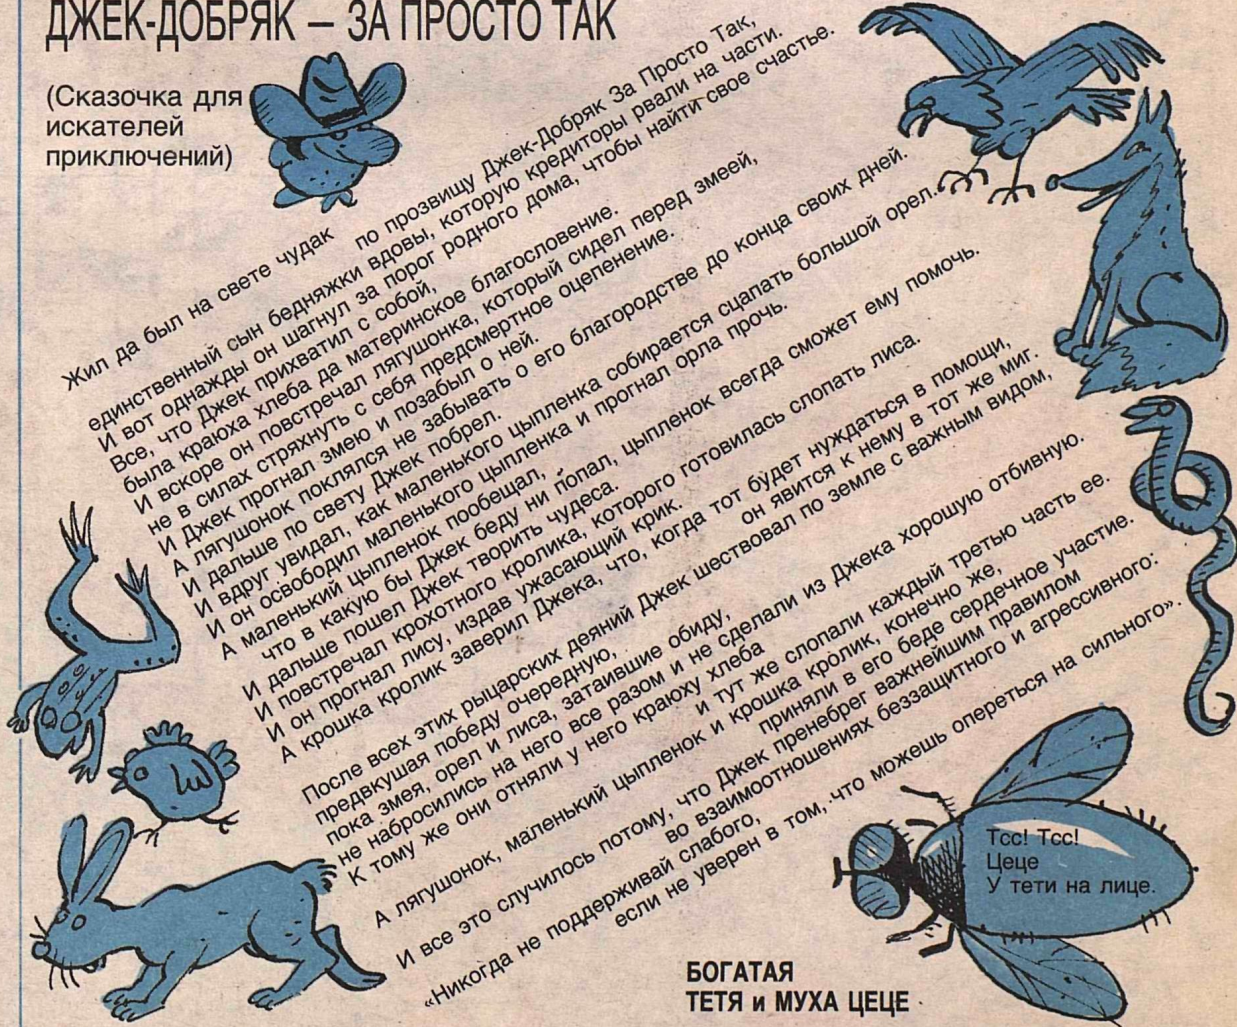 ДЖЕК-ДОБРЯК — ЗА ПРОСТО ТАК
(Сказочка для
искателей
приключений)
Жил да был на свете чудак
по прозвищу Джек-Добряк За Просто Так,
единственный сын бедняжки вдовы, которую кредиторы рвали на части.
И вот однажды он шагнул за порог родного дома, чтобы найти свое счастье.
Все, что Джек прихватил с собой,
была краюха хлеба да материнское благословение.
И вскоре он повстречал лягушонка, который сидел перед змеей,
не в силах стряхнуть с себя предсмертное оцепенение.
И Джек прогнал змею и позабыл о ней.
А лягушонок поклялся не забывать о его благородстве до конца своих дней.
И дальше по свету Джек побрел.
И вдруг увидал, как маленького цыпленка собирается сцапать большой орел.
И он освободил маленького цыпленка и прогнал орла прочь.
А маленький цыпленок пообещал,
что в какую бы Джек беду ни попал, цыпленок всегда сможет ему помочь.
И дальше пошел Джек творить чудеса.
И повстречал крохотного кролика, которого готовилась слопать лиса.
И он прогнал лису, издав ужасающий крик.
А крошка кролик заверил Джека, что, когда тот будет нуждаться в помощи,
он явится к нему в тот же миг.
После всех этих рыцарских деяний Джек шествовал по земле с важным видом,
предвкушая победу очередную,
пока змея, орел и лиса, затаившие обиду,
не набросились на него все разом и не сделали из Джека хорошую отбивную.
К тому же они отняли у него краюху хлеба
и тут же слопали каждый третью часть ее.
А лягушонок, маленький цыпленок и крошка кролик, конечно же,
приняли в его беде сердечное участие.
И все это случилось потому, что Джек пренебрег важнейшим правилом
во взаимоотношениях беззащитного и агрессивного:
«Никогда не поддерживай слабого,
если не уверен в том, что можешь опереться на сильного».
Тсс! Тсс!
Цеце
У тети на лице.
БОГАТАЯ
ТЕТЯ и МУХА ЦЕЦЕ